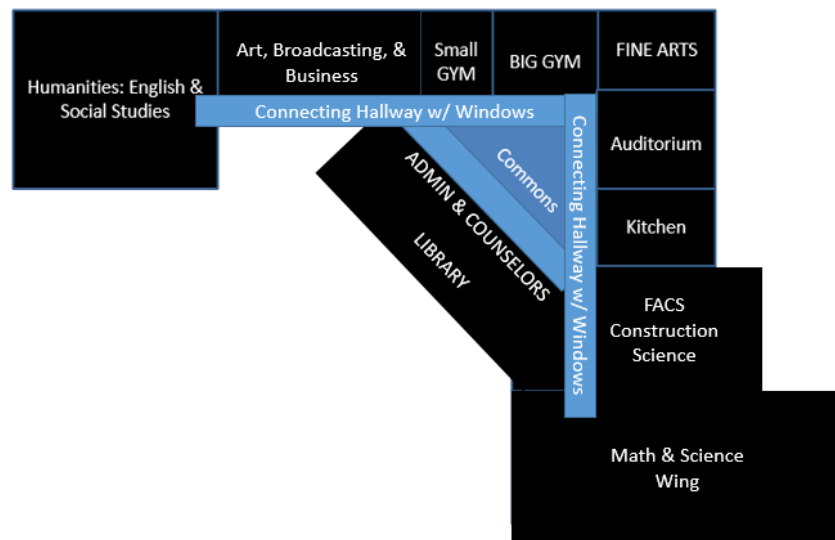 Humanities: English &
Social Studies
Art, Broadcasting, &
Business
Small
GYM
BIG GYM
FINE ARTS
Connecting Hallway w/ Windows
Connecting Hallway w/ Windows
Commons
ADMIN & COUNSELORS
LIBRARY
Auditorium
Kitchen
FACS
Construction
Science
Math & Science
Wing